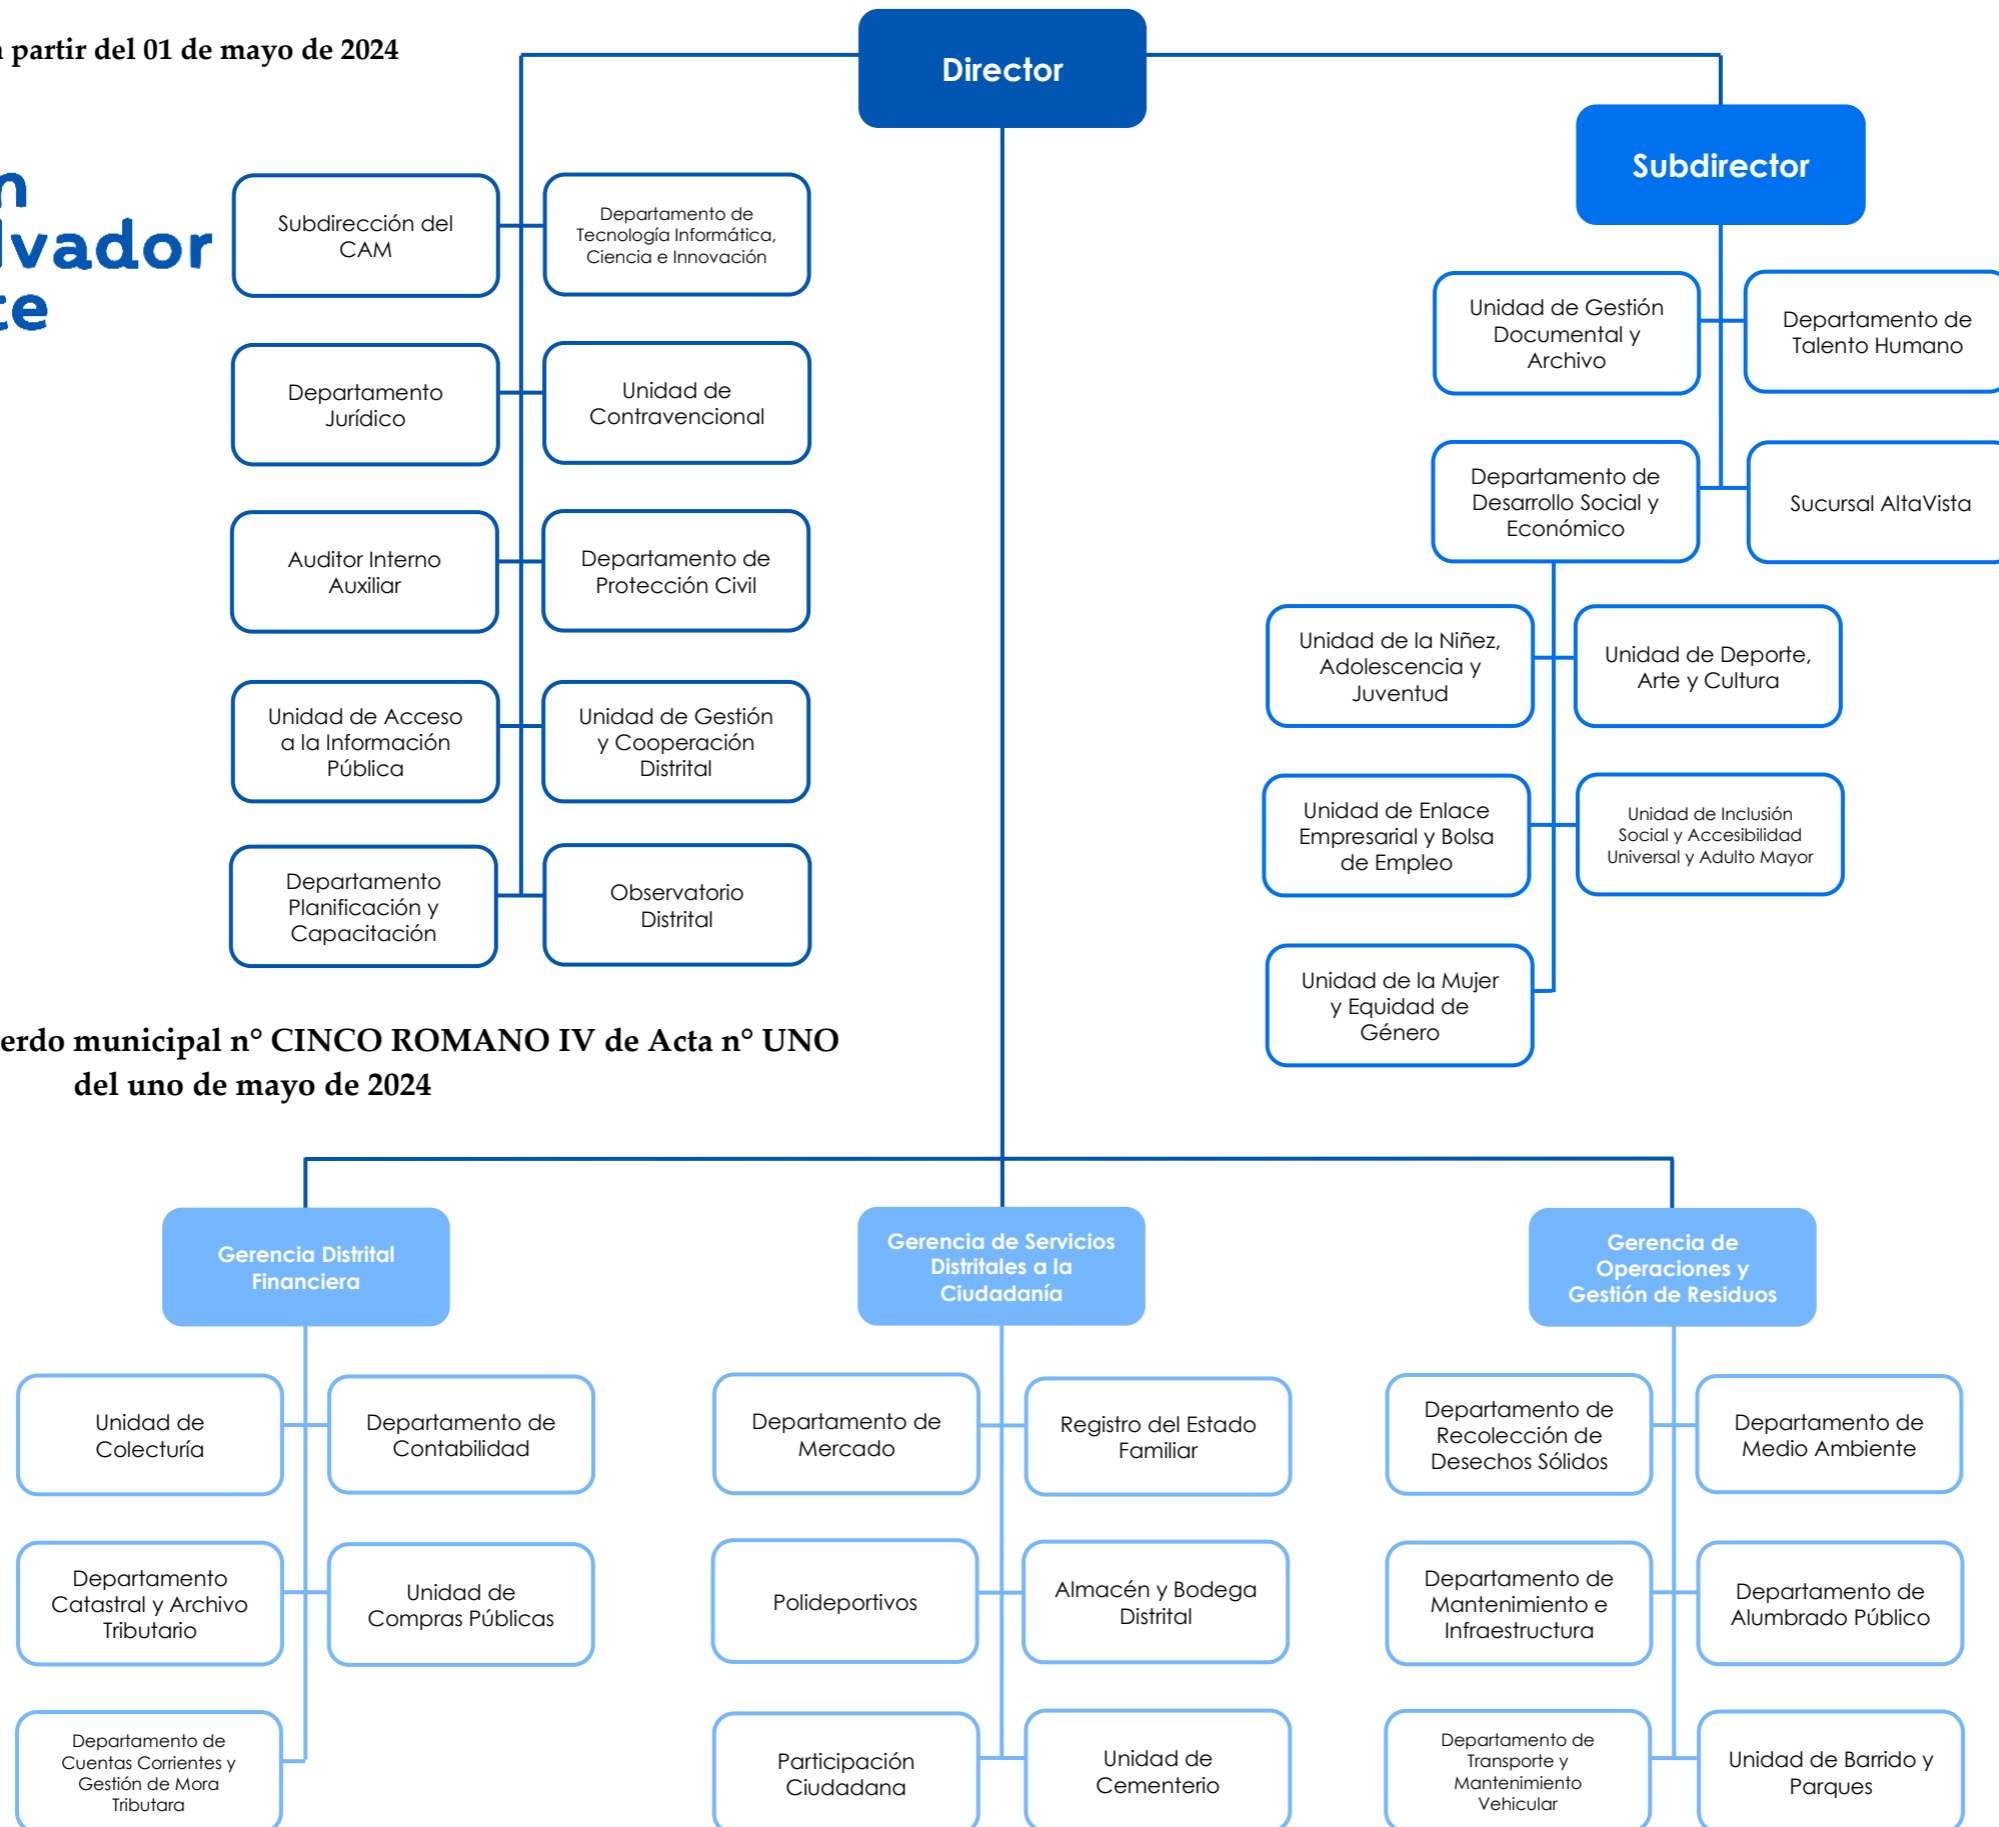 partir del 01 de mayo de 2024
Director
Subdirector
lvador
te
Subdirección del
CAM
Departamento de
Tecnología Informática,
Ciencia e Innovación
Departamento
Jurídico
Unidad de
Contravencional
Auditor Interno
Auxiliar
Departamento de
Protección Civil
Unidad de Acceso
a la Información
Pública
Unidad de Gestión
y Cooperación
Distrital
Departamento
Planificación y
Capacitación
Observatorio
Distrital
Unidad de Gestión
Documental y
Archivo
Departamento de
Talento Humano
Departamento de
Desarrollo Social y
Económico
Sucursal AltaVista
Unidad de la Niñez,
Adolescencia y
Juventud
Unidad de Deporte,
Arte y Cultura
Unidad de Enlace
Empresarial y Bolsa
de Empleo
Unidad de Inclusión
Social y Accesibilidad
Universal y Adulto Mayor
Unidad de la Mujer
y Equidad de
Género
erdo municipal n° CINCO ROMANO IV de Acta n° UNO
del uno de mayo de 2024
Gerencia Distrital
Financiera
Gerencia de Servicios
Distritales a la
Ciudadanía
Gerencia de
Operaciones y
Gestión de Residuos
Unidad de
Colecturía
Departamento de
Contabilidad
Departamento
Catastral y Archivo
Tributario
Unidad de
Compras Públicas
Departamento de
Cuentas Corrientes y
Gestión de Mora
Tributara
Departamento de
Mercado
Registro del Estado
Familiar
Polideportivos
Almacén y Bodega
Distrital
Participación
Ciudadana
Unidad de
Cementerio
Departamento de
Recolección de
Desechos Sólidos
Departamento de
Medio Ambiente
Departamento de
Mantenimiento e
Infraestructura
Departamento de
Alumbrado Público
Departamento de
Transporte y
Mantenimiento
Vehicular
Unidad de Barrido y
Parques